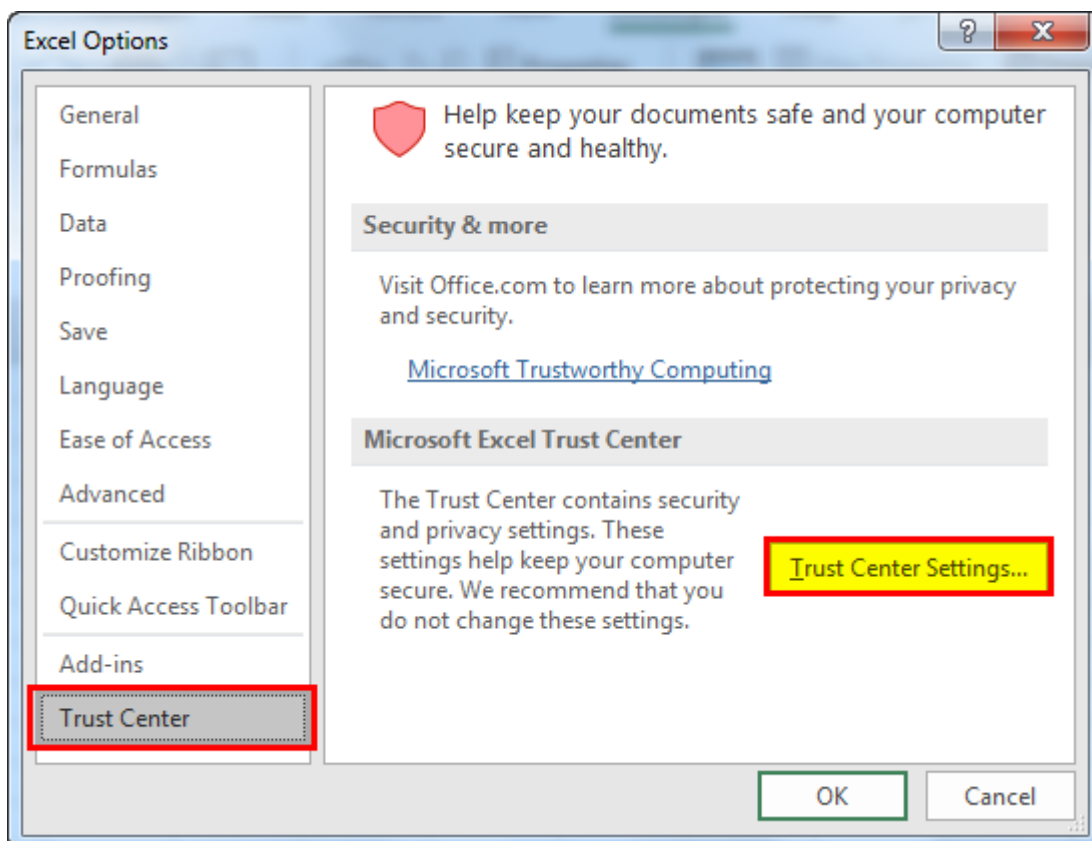 Excel Options
?
X
General
Formulas
Data
Proofing
Save
Language
Ease of Access
Advanced
Customize Ribbon
Quick Access Toolbar
Add-ins
Trust Center
Help keep your documents safe and your computer
secure and healthy.
Security & more
Visit Office.com to learn more about protecting your privacy
and security.
Microsoft Trustworthy Computing
Microsoft Excel Trust Center
The Trust Center contains security
and privacy settings. These
settings help keep your computer
secure. We recommend that you
do not change these settings.
Trust Center Settings...
OK
Cancel